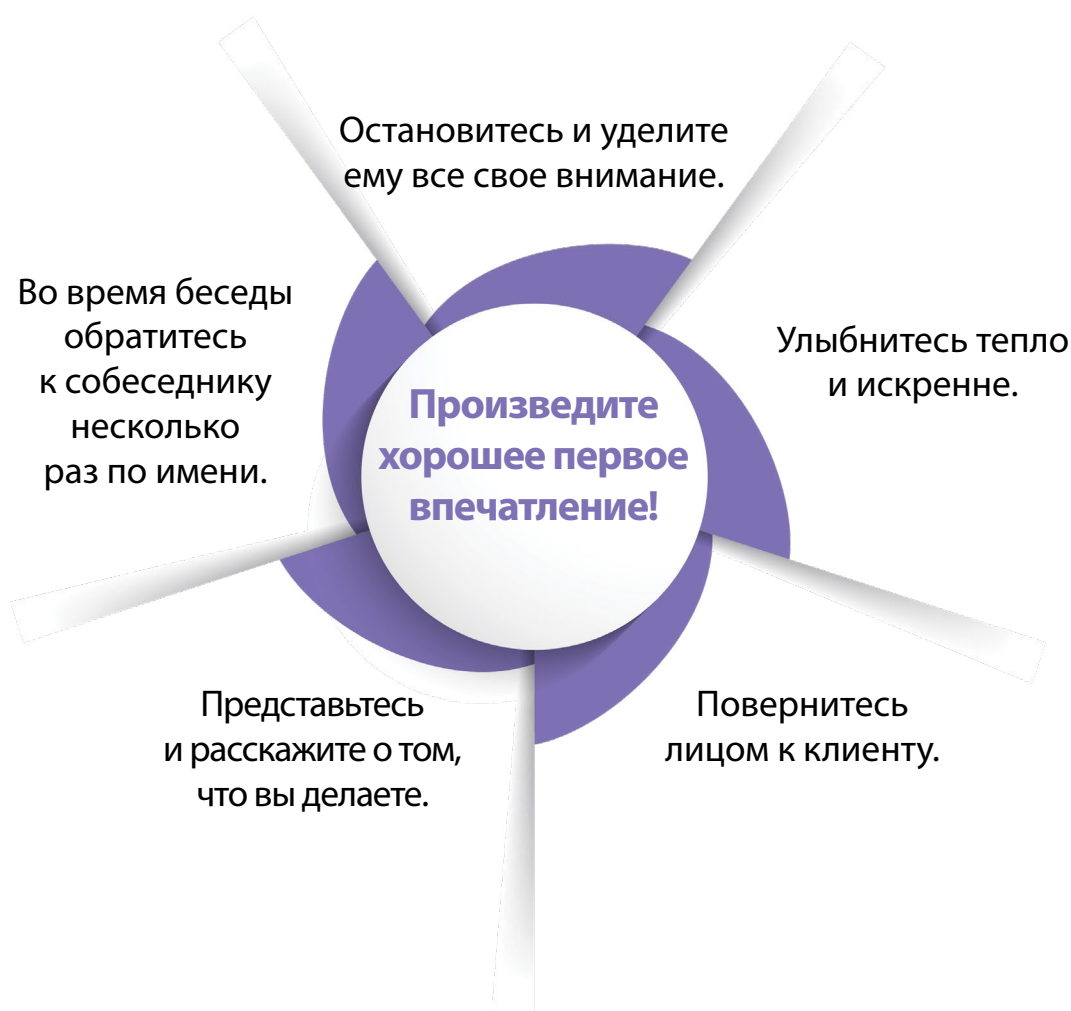 Остановитесь и уделите
ему все свое внимание.
Улыбнитесь тепло
и искренне.
Повернитесь
лицом к клиенту.
Представьтесь
и расскажите о том,
что вы делаете.
Во время беседы
обратитесь
к собеседнику
несколько
раз по имени.
Произведите
хорошее первое
впечатление!